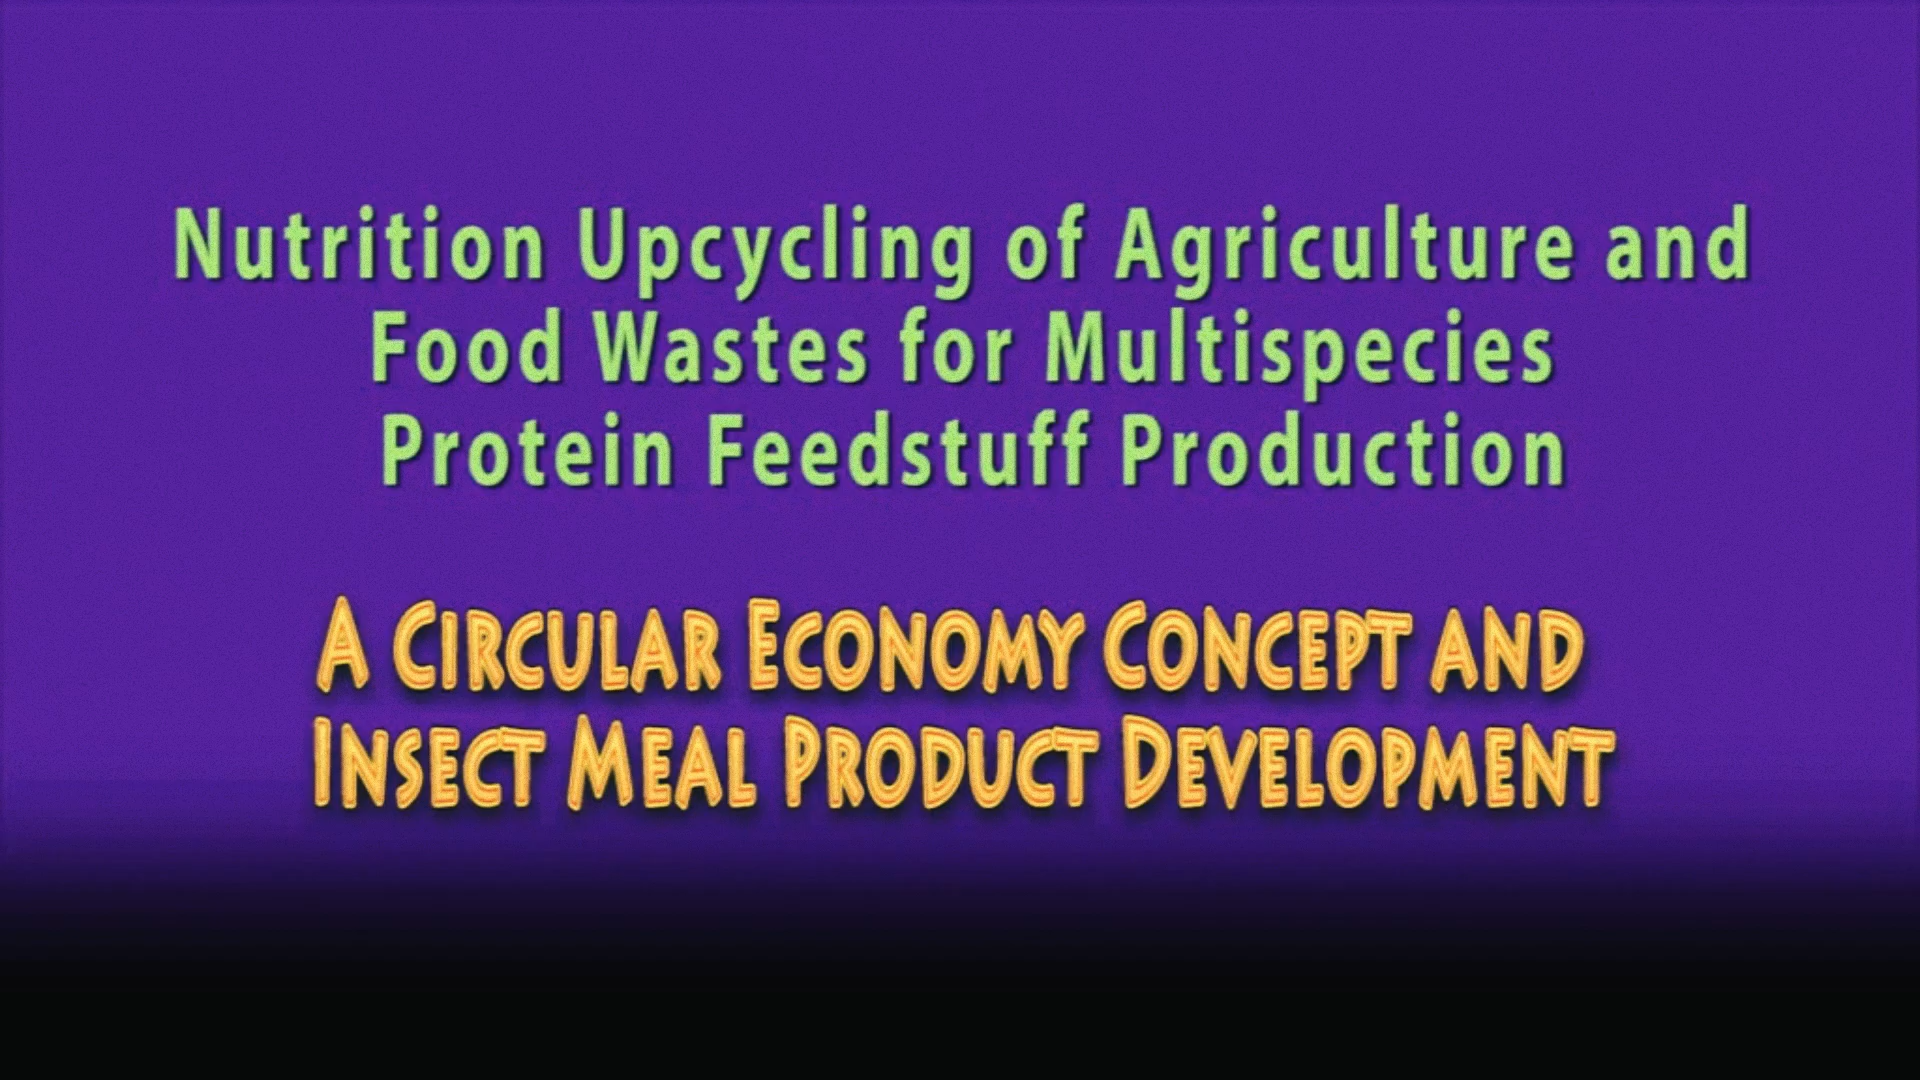 Nutrition Upcycling of Agriculture and
Food Wastes for Multispecies
Protein Feedstuff Production
A Circular Economy Concept and
Insect Meal Product Development